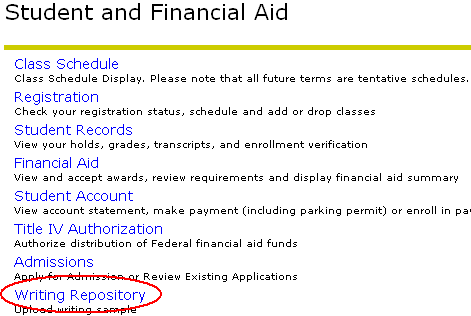 Student and Financial Aid
Class Schedule
Class Schedule Display. Please note that all future terms are tentative schedules.
Registration
Check your registration status, schedule and add or drop classes
Student Records
View your holds, grades, transcripts, and enrollment verification
Financial Aid
View and accept awards, review requirements and display financial aid summary
Student Account
View account statement, make payment (including parking permit) or enroll in
Title IV Authorization
Authorize distribution of Federal financial aid funds
Admissions
Apply for Admission or Review Existing Applications
Writing Repository
Upload writing sample